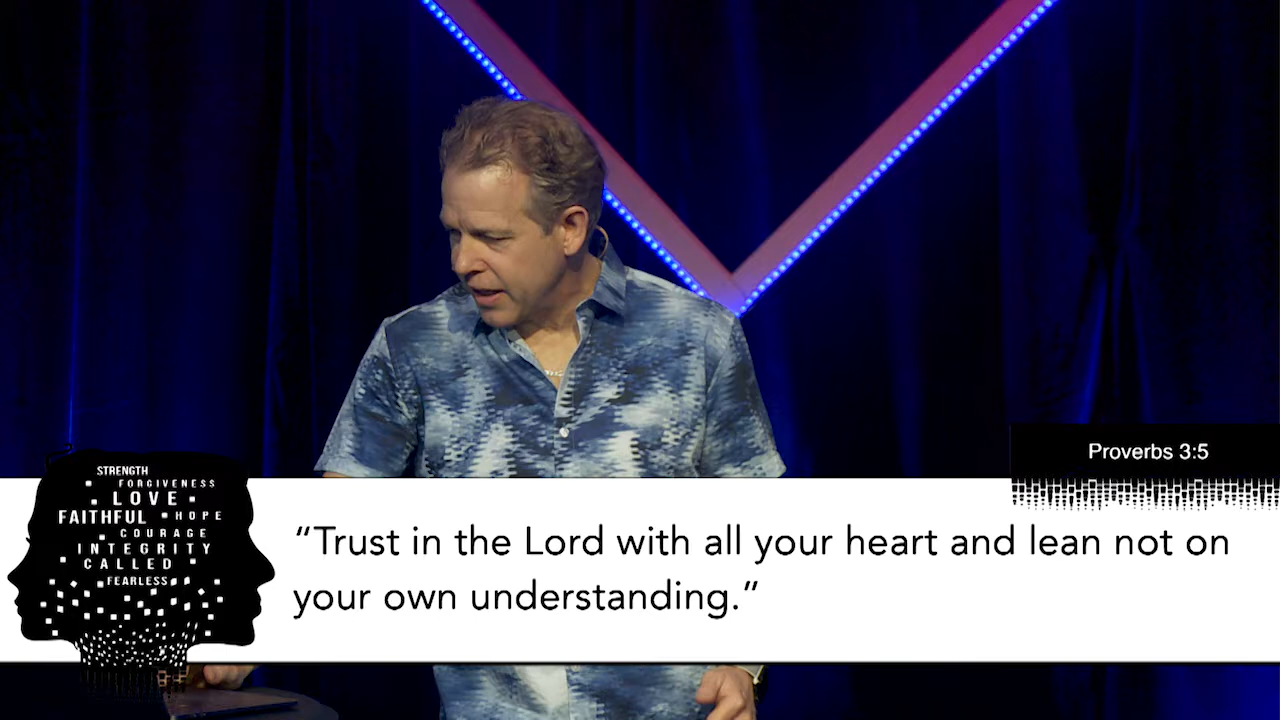 Proverbs 3:5
STRENGTH
FORGIVENESS
LOVE
FAITHFUL HOPE
COURAGE
INTEGRITY
CALLED
FEARLESS
“Trust in the Lord with all your heart and lean not on
your own understanding.”